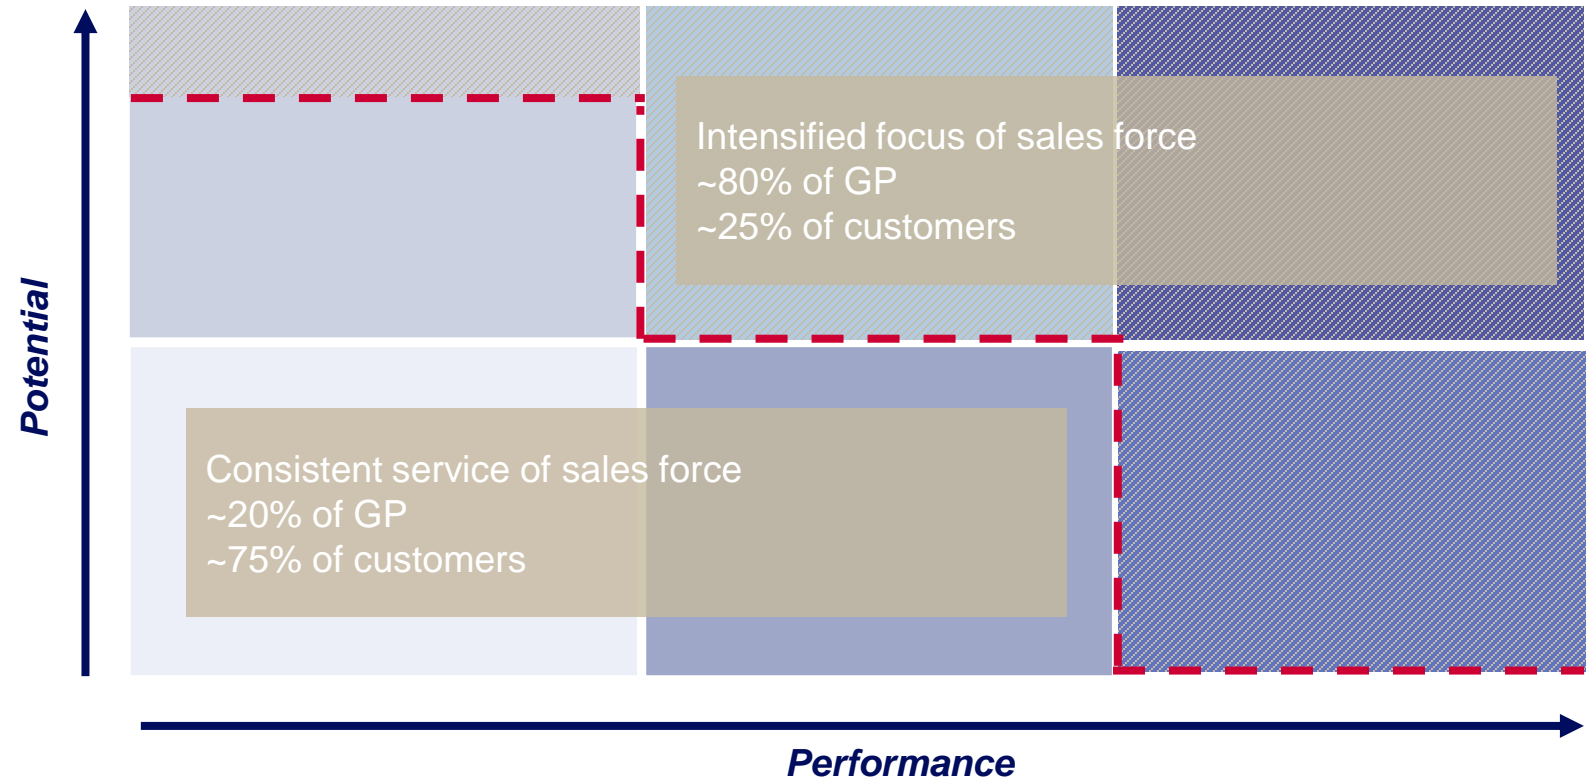 Intensified focus of sales force
~80% of GP
~25% of customers
Potential
Consistent service of sales force
~20% of GP
~75% of customers
Performance